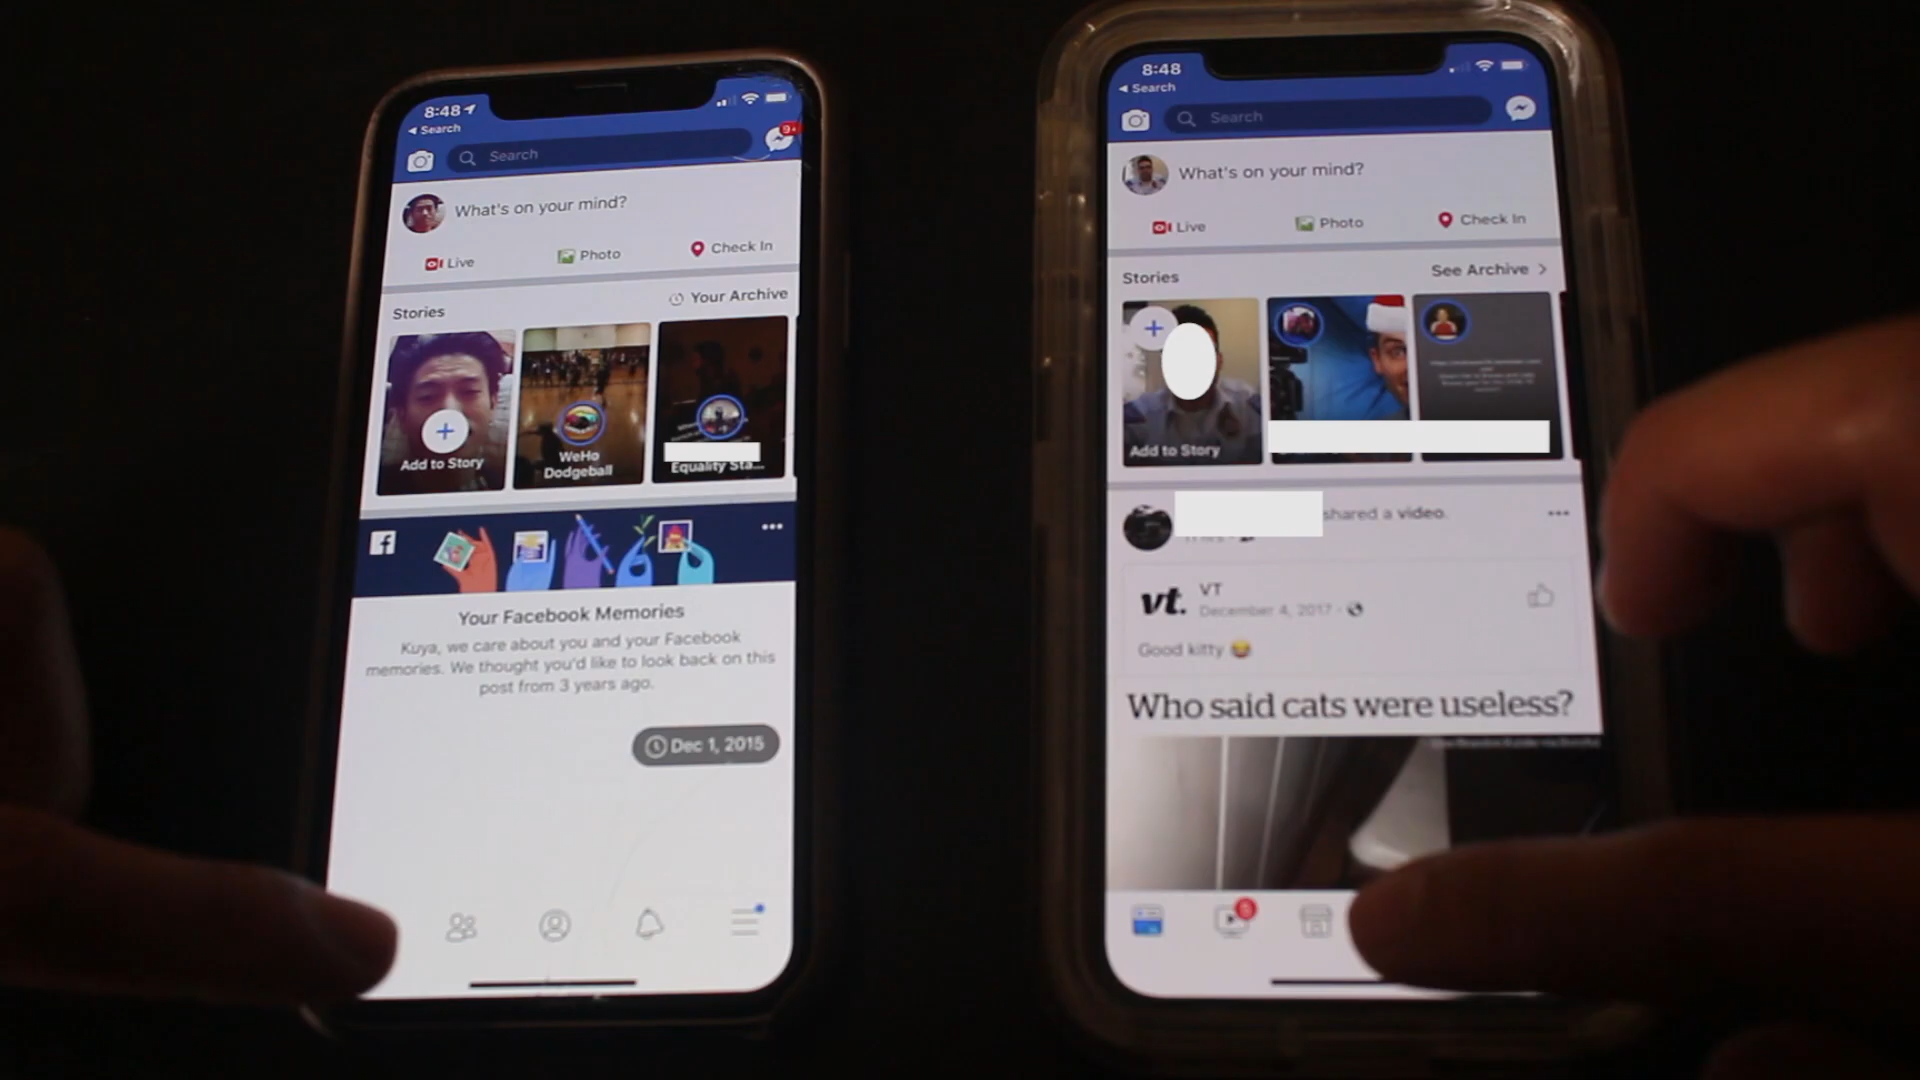 8:48
Search
Search
9+
What's on your mind?
Live
Photo
Check In
Stories
Your Archive
Add to Story
WeHo
Dodgeball
Equality Sta...
Your Facebook Memories
Kuya, we care about you and your Facebook
memories. We thought you'd like to look back on this
post from 3 years ago.
Dec 1, 2015
8:48
Search
Search
What's on your mind?
Live
Photo
Check In
Stories
See Archive
Add to Story
shared a video.
vt.
VT
December 4, 2017
Good kitty 😂
Who said cats were useless?